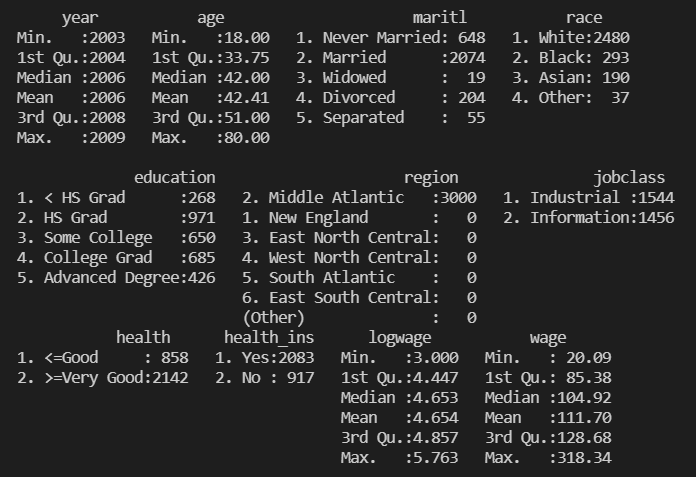 year           age                     maritl           race
Min.   :2003   Min.   :18.00   1. Never Married: 648   1. White:2480
1st Qu.:2004   1st Qu.:33.75   2. Married      :2074   2. Black: 293
Median :2006   Median :42.00   3. Widowed      :  19   3. Asian: 190
Mean   :2006   Mean   :42.41   4. Divorced     : 204   4. Other:  37
3rd Qu.:2008   3rd Qu.:51.00   5. Separated    :  55
Max.   :2009   Max.   :80.00
             education                     region               jobclass
1. < HS Grad      :268   2. Middle Atlantic   :3000   1. Industrial :1544
2. HS Grad        :971   1. New England       :   0   2. Information:1456
3. Some College   :650   3. East North Central:   0
4. College Grad   :685   4. West North Central:   0
5. Advanced Degree:426   5. South Atlantic    :   0
                         6. East South Central:   0
                         (Other)              :   0
           health      health_ins      logwage           wage
1. <=Good     : 858   1. Yes:2083   Min.   :3.000   Min.   : 20.09
2. >=Very Good:2142   2. No : 917   1st Qu.:4.447   1st Qu.: 85.38
                                    Median :4.653   Median :104.92
                                    Mean   :4.654   Mean   :111.70
                                    3rd Qu.:4.857   3rd Qu.:128.68
                                    Max.   :5.763   Max.   :318.34